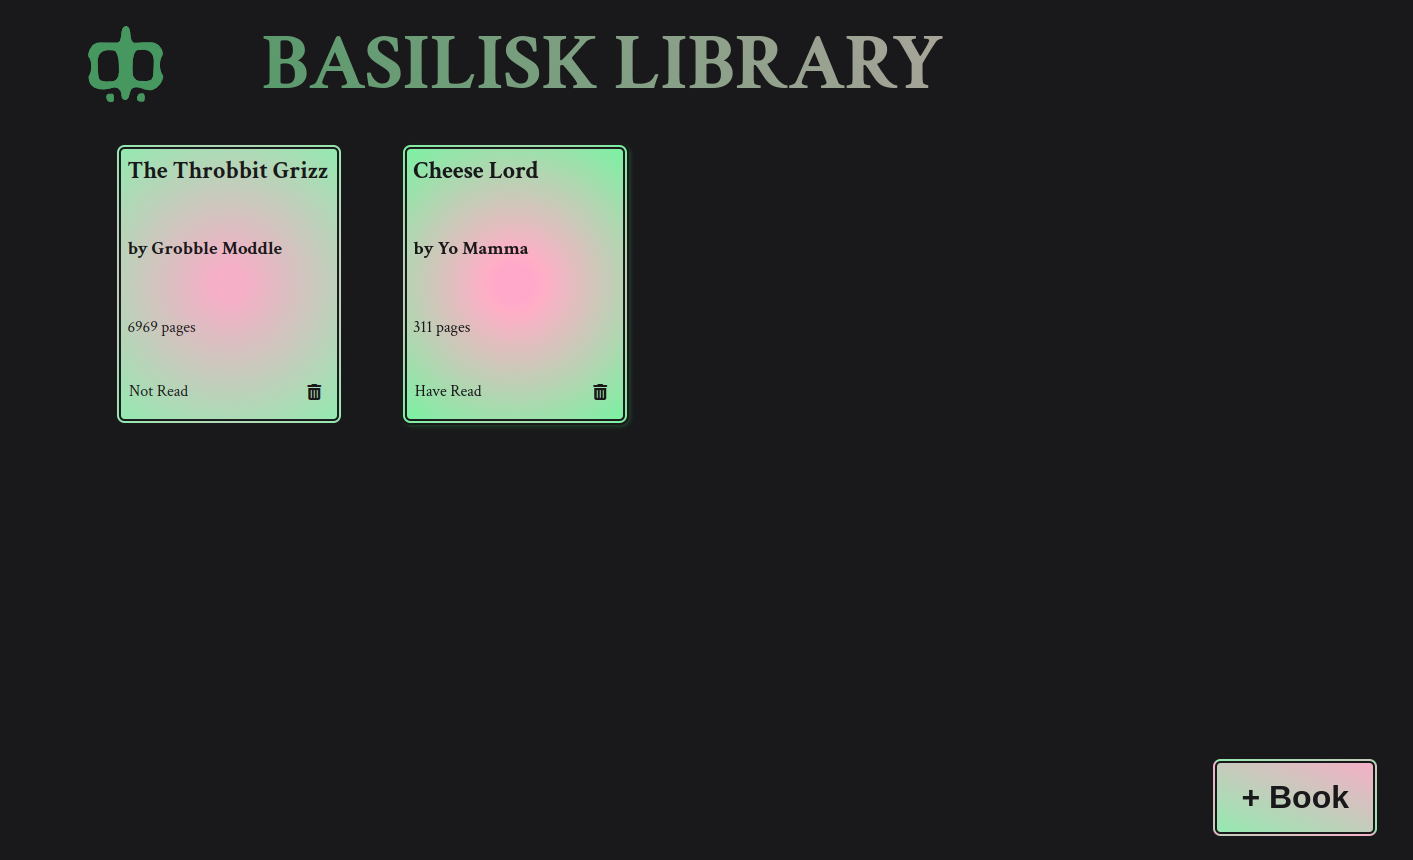 BASILISK LIBRARY
The Throbbit Grizz
by Grobble Moddle
6969 pages
Not Read
Cheese Lord
by Yo Mamma
311 pages
Have Read
+ Book